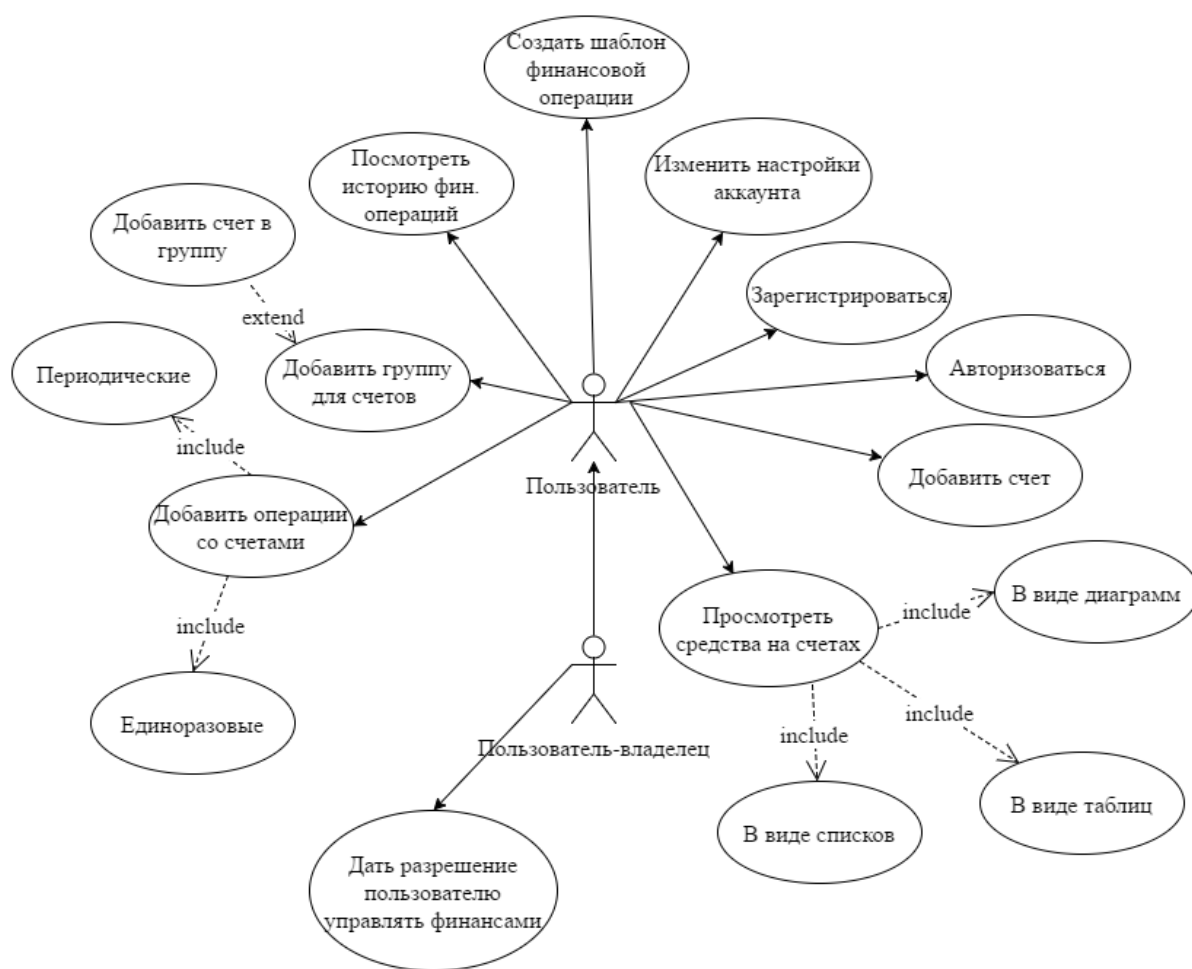 Создать шаблон
финансовой
операции
Посмотреть
историю фин.
операций
Изменить настройки
аккаунта
Добавить счет в
группу
Зарегистрироваться
extend
Периодические
Добавить группу
для счетов
Авторизоваться
include
Добавить счет
Пользователь
Добавить операции
со счетами
include
Просмотреть
средства на счетах
include
В виде диаграмм
Единоразовые
Пользователь-владелец
include
include
В виде списков
В виде таблиц
Дать разрешение
пользователю
управлять финансами